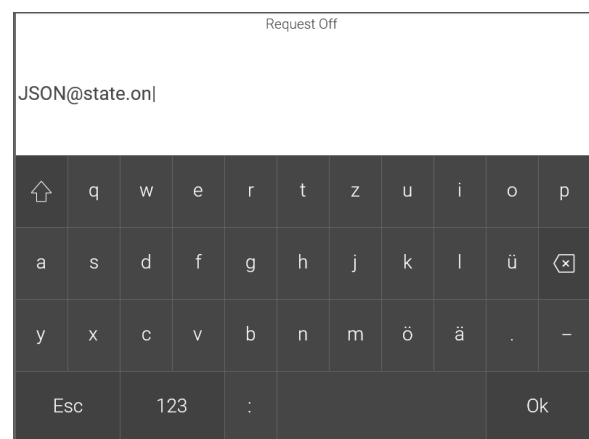 Request Off
JSON@state.on
q w e r t z u i o p
a s d f g h j k l ü
y x c v b n m ö ä . –
Esc 123 : Ok